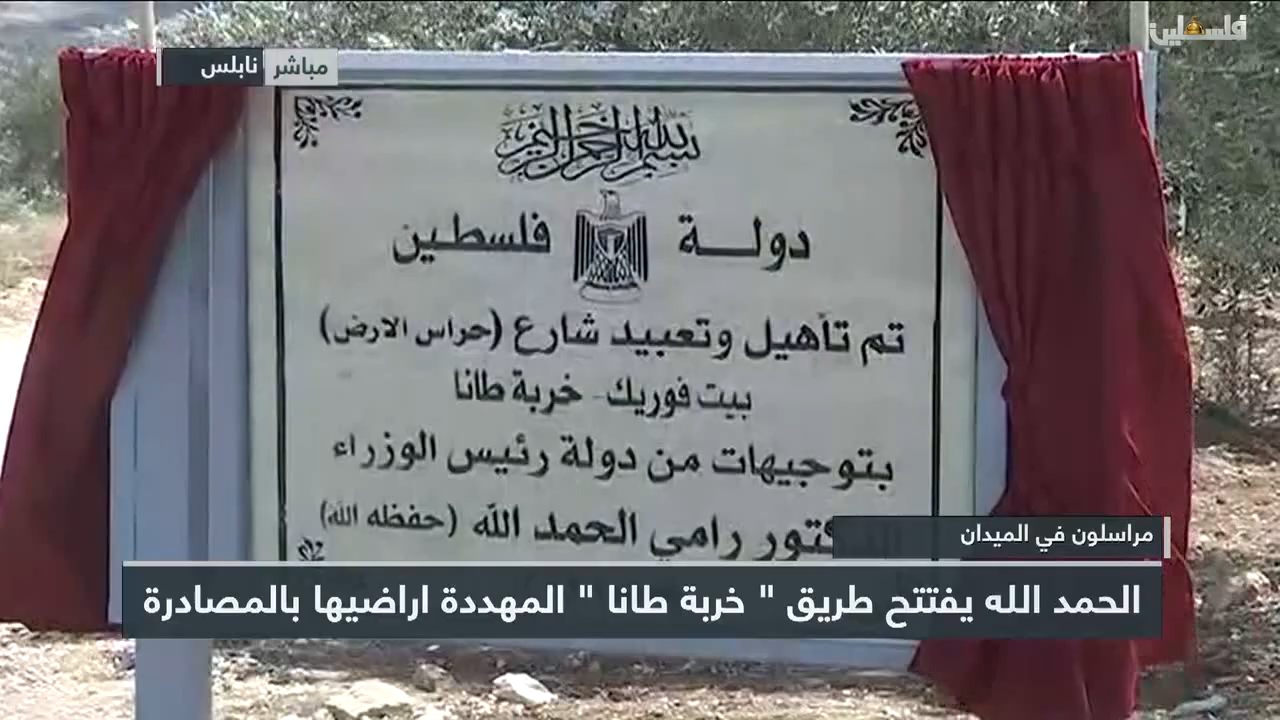 فلسطين
مباشر نابلس
بسم الله الرحمن الرحيم
دولة فلسطين
تم تأهيل وتعبيد شارع (حراس الارض)
بيت فوريك - خربة طانا
بتوجيهات من دولة رئيس الوزراء
الدكتور رامي الحمد الله (حفظه الله)
مراسلون في الميدان
الحمد الله يفتتح طريق " خربة طانا " المهددة اراضيها بالمصادرة